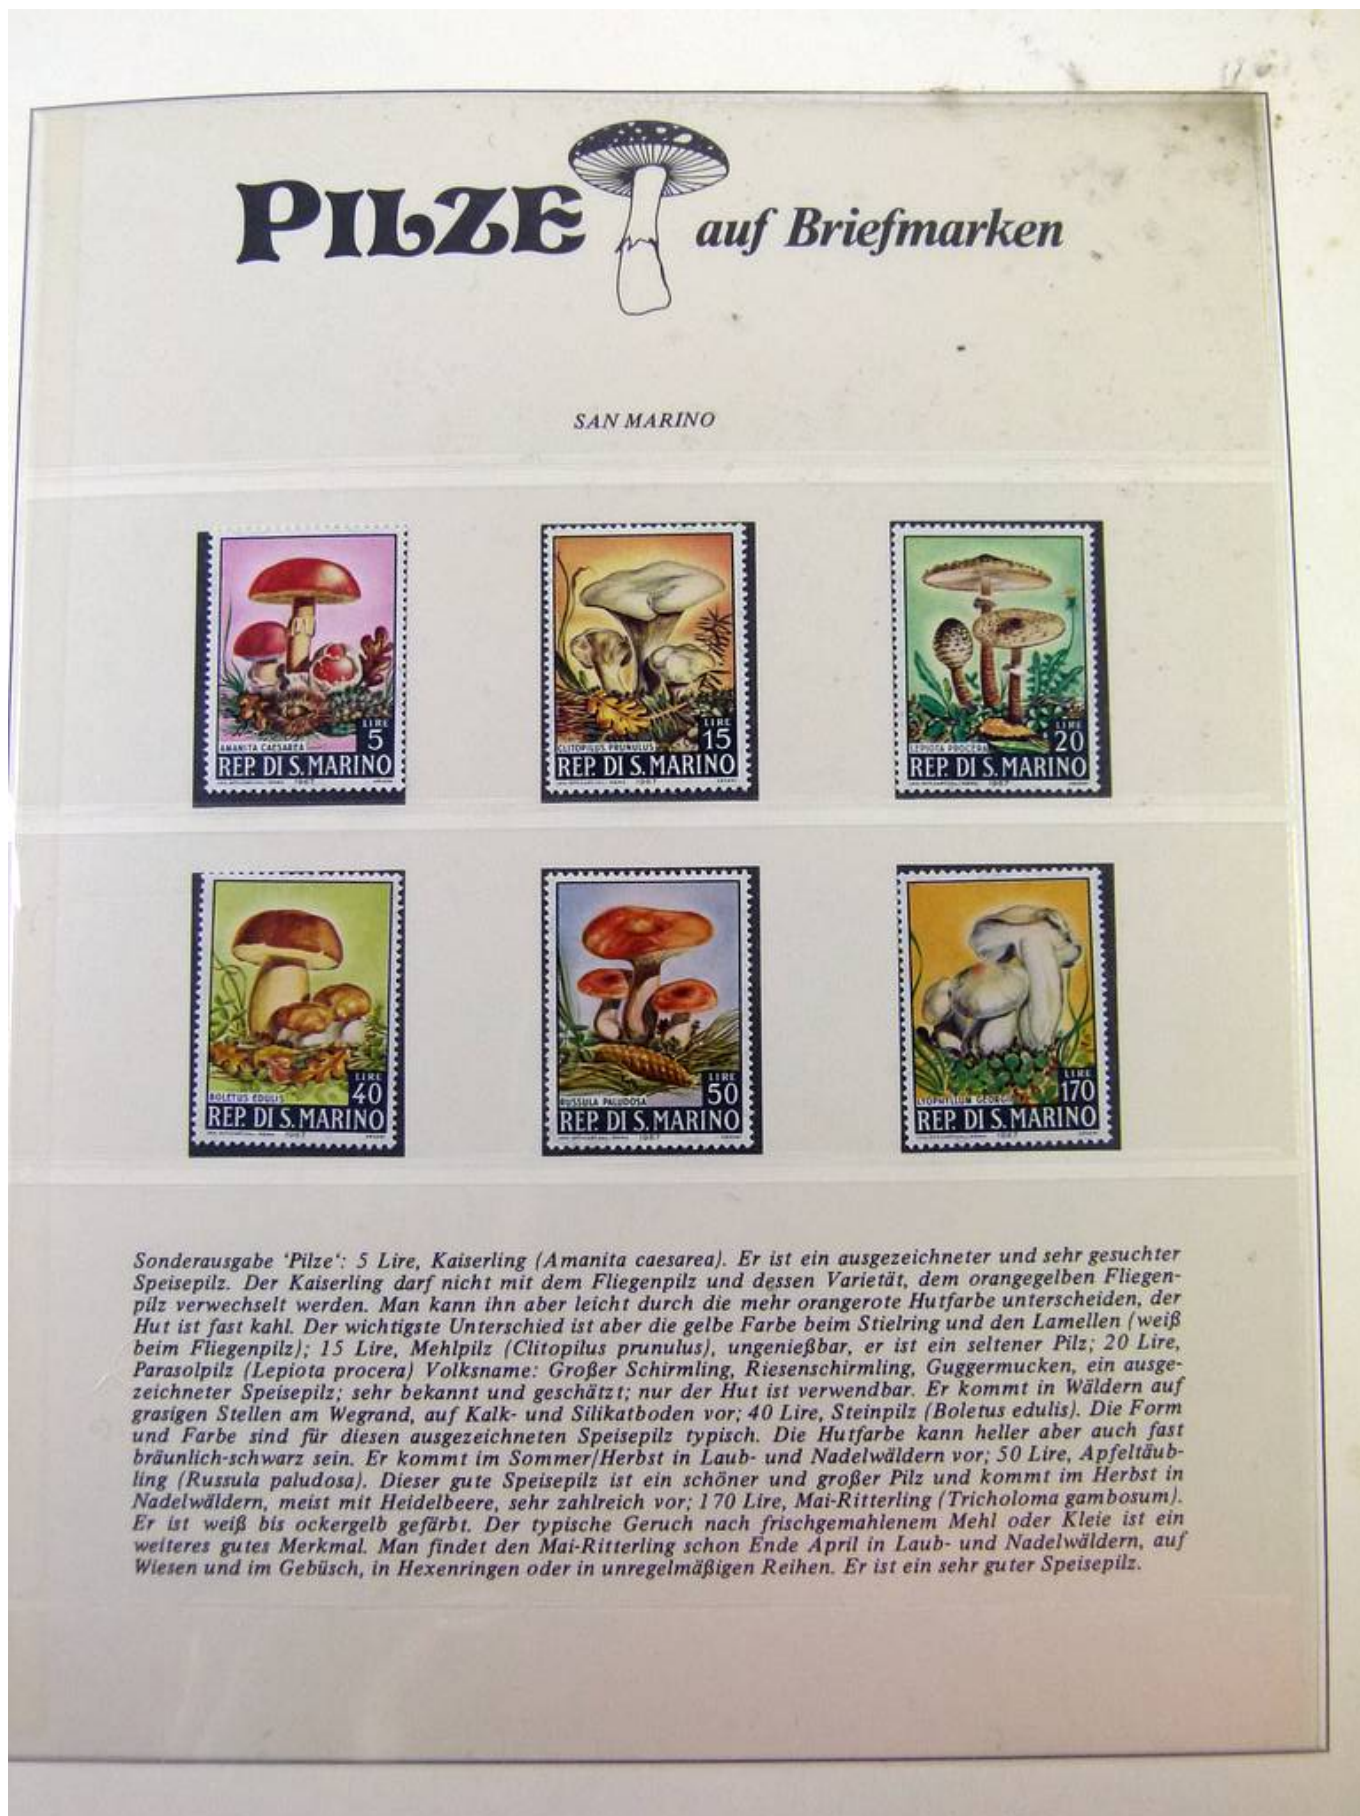 PILZE auf Briefmarken
SAN MARINO
AMANITA CAESAREA
LIRE
5
REP. DI S. MARINO
1967
CLITOPILUS PRUNULUS
LIRE
15
REP. DI S. MARINO
1967
LEPIOTA PROCERA
LIRE
20
REP. DI S. MARINO
1967
BOLETUS EDULIS
LIRE
40
REP. DI S. MARINO
1967
RUSSULA PALUDOSA
LIRE
50
REP. DI S. MARINO
1967
LYOPHYLLUM GEORGII
LIRE
170
REP. DI S. MARINO
1967
Sonderausgabe ‘Pilze‘: 5 Lire, Kaiserling (Amanita caesarea). Er ist ein ausgezeichneter und sehr gesuchter
Speisepilz. Der Kaiserling darf nicht mit dem Fliegenpilz und dessen Varietät, dem orangegelben Fliegen-
pilz verwechselt werden. Man kann ihn aber leicht durch die mehr orangerote Hutfarbe unterscheiden, der
Hut ist fast kahl. Der wichtigste Unterschied ist aber die gelbe Farbe beim Stielring und den Lamellen (weiß
beim Fliegenpilz); 15 Lire, Mehlpilz (Clitopilus prunulus), ungenießbar, er ist ein seltener Pilz; 20 Lire,
Parasolpilz (Lepiota procera) Volksname: Großer Schirmling, Riesenschirmling, Guggermucken, ein ausge-
zeichneter Speisepilz; sehr bekannt und geschätzt; nur der Hut ist verwendbar. Er kommt in Wäldern auf
grasigen Stellen am Wegrand, auf Kalk- und Silikatboden vor; 40 Lire, Steinpilz (Boletus edulis). Die Form
und Farbe sind für diesen ausgezeichneten Speisepilz typisch. Die Hutfarbe kann heller aber auch fast
bräunlich-schwarz sein. Er kommt im Sommer/Herbst in Laub- und Nadelwäldern vor; 50 Lire, Apfeltäub-
ling (Russula paludosa). Dieser gute Speisepilz ist ein schöner und großer Pilz und kommt im Herbst in
Nadelwäldern, meist mit Heidelbeere, sehr zahlreich vor; 170 Lire, Mai-Ritterling (Tricholoma gambosum).
Er ist weiß bis ockergelb gefärbt. Der typische Geruch nach frischgemahlenem Mehl oder Kleie ist ein
weiteres gutes Merkmal. Man findet den Mai-Ritterling schon Ende April in Laub- und Nadelwäldern, auf
Wiesen und im Gebüsch, in Hexenringen oder in unregelmäßigen Reihen. Er ist ein sehr guter Speisepilz.